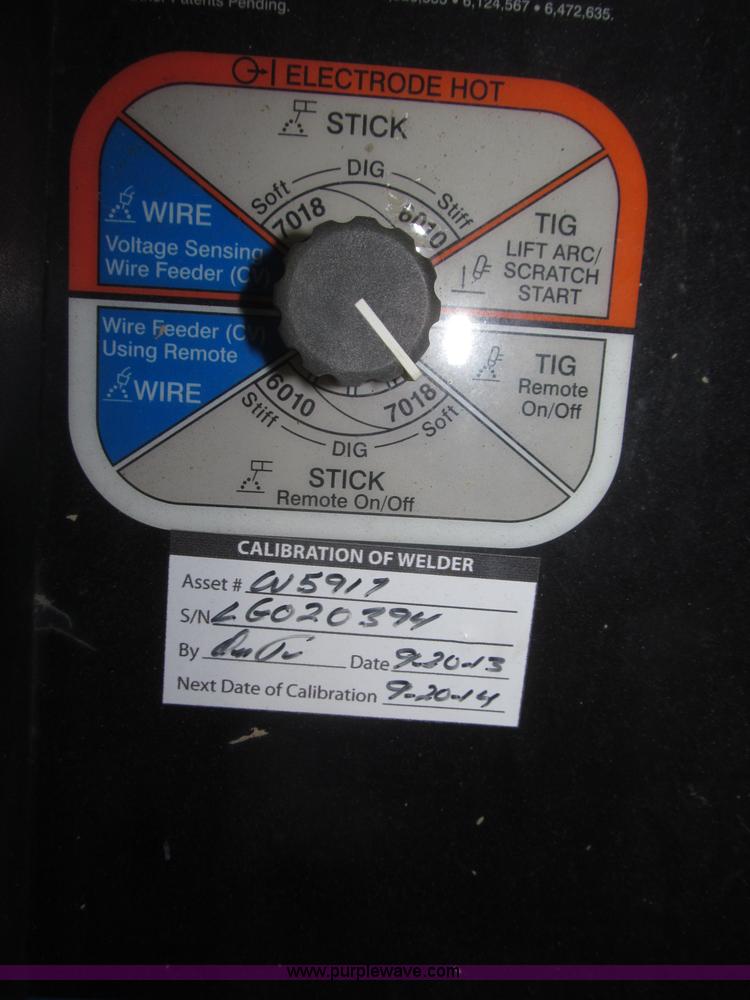 Patents Pending.
• 6,124,567 • 6,472,635.
ELECTRODE HOT
STICK
DIG
Soft
Stiff
7018
6010
WIRE
Voltage Sensing
Wire Feeder (CV)
TIG
LIFT ARC/
SCRATCH
START
Wire Feeder (CV)
Using Remote
WIRE
TIG
Remote
On/Off
6010
7018
Stiff
Soft
DIG
STICK
Remote On/Off
CALIBRATION OF WELDER
Asset # CW5917
S/N LG020394
By
Date 9-20-13
Next Date of Calibration 9-20-14
www.purplewave.com